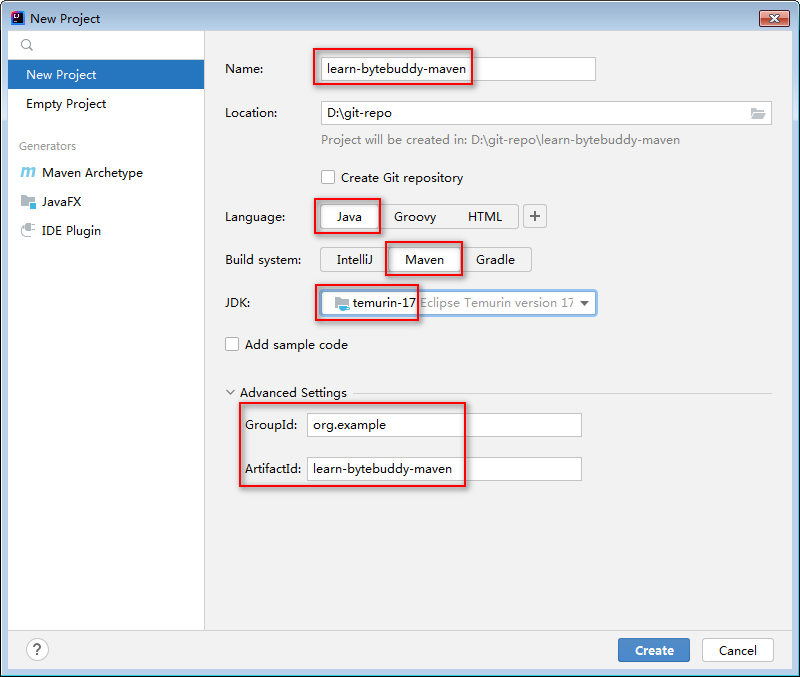 New Project
New Project
Empty Project
Generators
Maven Archetype
JavaFX
IDE Plugin
Name: learn-bytebuddy-maven
Location: D:\git-repo
Project will be created in: D:\git-repo\learn-bytebuddy-maven
Create Git repository
Language: Java Groovy HTML +
Build system: IntelliJ Maven Gradle
JDK: temurin-17 Eclipse Temurin version 17
Add sample code
Advanced Settings
GroupId: org.example
ArtifactId: learn-bytebuddy-maven
? Create Cancel